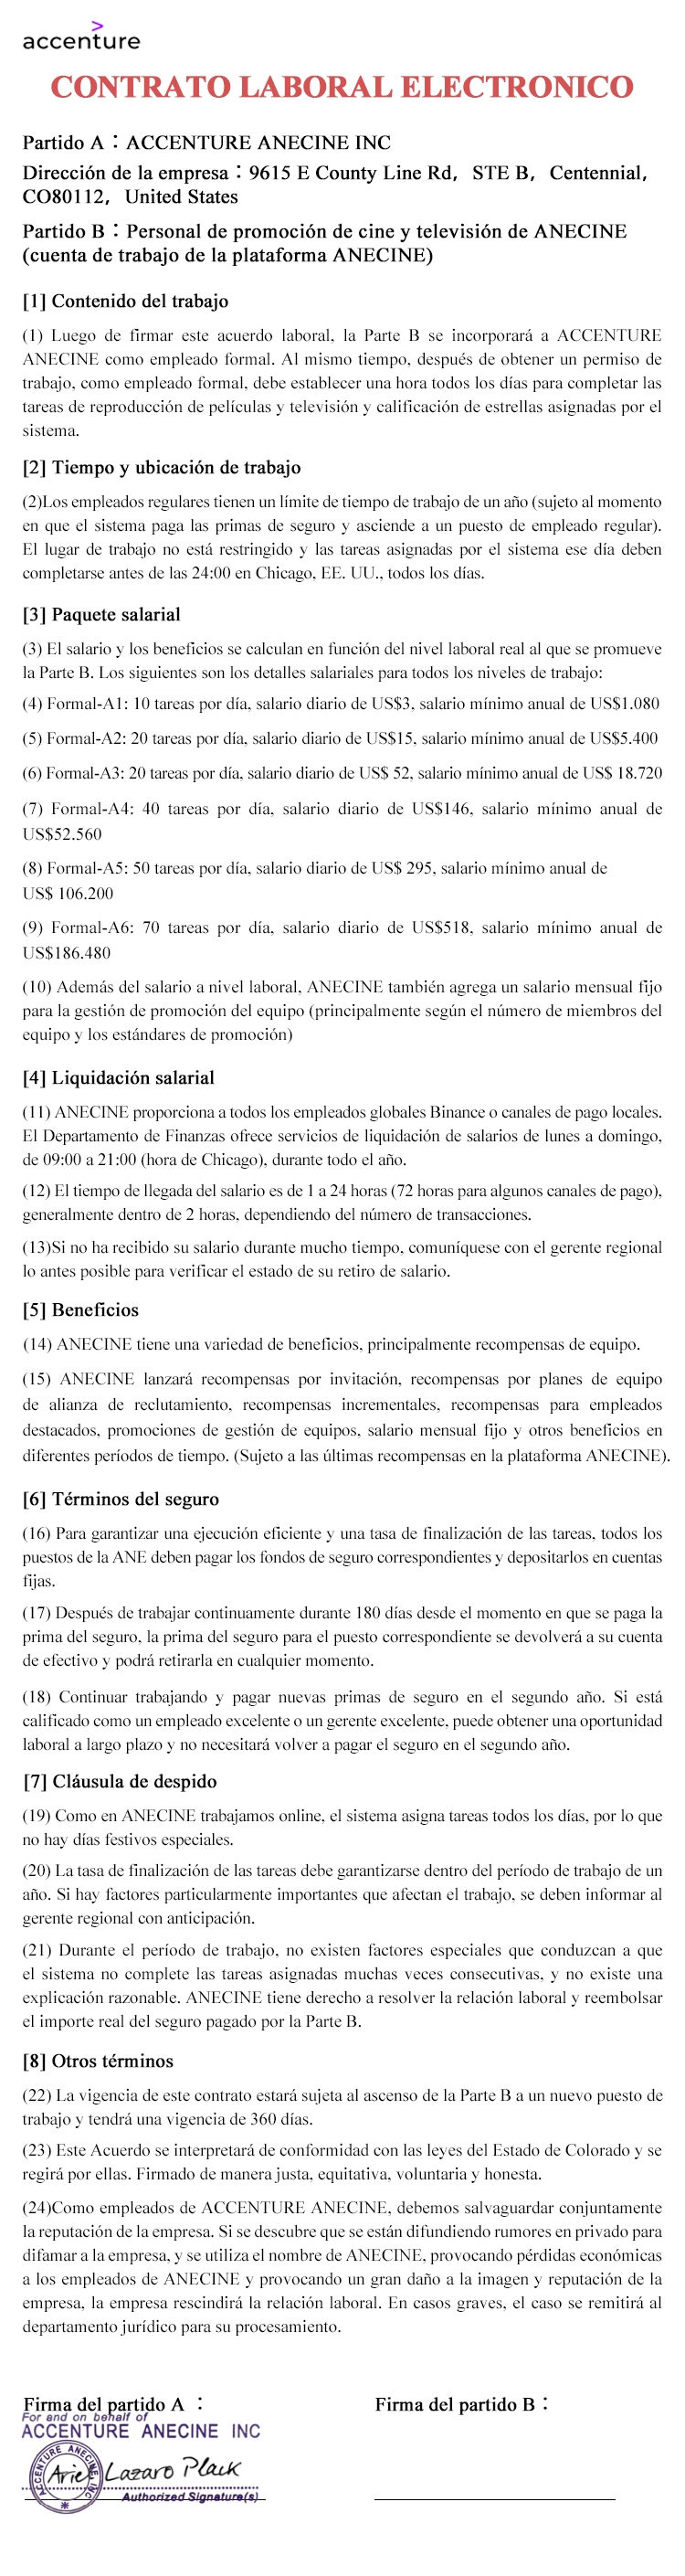 >
accenture
CONTRATO LABORAL ELECTRONICO
Partido A：ACCENTURE ANECINE INC
Dirección de la empresa：9615 E County Line Rd， STE B， Centennial，
CO80112， United States
Partido B：Personal de promoción de cine y televisión de ANECINE
(cuenta de trabajo de la plataforma ANECINE)
[1] Contenido del trabajo
(1) Luego de firmar este acuerdo laboral, la Parte B se incorporará a ACCENTURE
ANECINE como empleado formal. Al mismo tiempo, después de obtener un permiso de
trabajo, como empleado formal, debe establecer una hora todos los días para completar las
tareas de reproducción de películas y televisión y calificación de estrellas asignadas por el
sistema.
[2] Tiempo y ubicación de trabajo
(2)Los empleados regulares tienen un límite de tiempo de trabajo de un año (sujeto al momento
en que el sistema paga las primas de seguro y asciende a un puesto de empleado regular).
El lugar de trabajo no está restringido y las tareas asignadas por el sistema ese día deben
completarse antes de las 24:00 en Chicago, EE. UU., todos los días.
[3] Paquete salarial
(3) El salario y los beneficios se calculan en función del nivel laboral real al que se promueve
la Parte B. Los siguientes son los detalles salariales para todos los niveles de trabajo:
(4) Formal-A1: 10 tareas por día, salario diario de US$3, salario mínimo anual de US$1.080
(5) Formal-A2: 20 tareas por día, salario diario de US$15, salario mínimo anual de US$5.400
(6) Formal-A3: 20 tareas por día, salario diario de US$ 52, salario mínimo anual de US$ 18.720
(7) Formal-A4: 40 tareas por día, salario diario de US$146, salario mínimo anual de
US$52.560
(8) Formal-A5: 50 tareas por día, salario diario de US$ 295, salario mínimo anual de
US$ 106.200
(9) Formal-A6: 70 tareas por día, salario diario de US$518, salario mínimo anual de
US$186.480
(10) Además del salario a nivel laboral, ANECINE también agrega un salario mensual fijo
para la gestión de promoción del equipo (principalmente según el número de miembros del
equipo y los estándares de promoción)
[4] Liquidación salarial
(11) ANECINE proporciona a todos los empleados globales Binance o canales de pago locales.
El Departamento de Finanzas ofrece servicios de liquidación de salarios de lunes a domingo,
de 09:00 a 21:00 (hora de Chicago), durante todo el año.
(12) El tiempo de llegada del salario es de 1 a 24 horas (72 horas para algunos canales de pago),
generalmente dentro de 2 horas, dependiendo del número de transacciones.
(13)Si no ha recibido su salario durante mucho tiempo, comuníquese con el gerente regional
lo antes posible para verificar el estado de su retiro de salario.
[5] Beneficios
(14) ANECINE tiene una variedad de beneficios, principalmente recompensas de equipo.
(15) ANECINE lanzará recompensas por invitación, recompensas por planes de equipo
de alianza de reclutamiento, recompensas incrementales, recompensas para empleados
destacados, promociones de gestión de equipos, salario mensual fijo y otros beneficios en
diferentes períodos de tiempo. (Sujeto a las últimas recompensas en la plataforma ANECINE).
[6] Términos del seguro
(16) Para garantizar una ejecución eficiente y una tasa de finalización de las tareas, todos los
puestos de la ANE deben pagar los fondos de seguro correspondientes y depositarlos en cuentas
fijas.
(17) Después de trabajar continuamente durante 180 días desde el momento en que se paga la
prima del seguro, la prima del seguro para el puesto correspondiente se devolverá a su cuenta
de efectivo y podrá retirarla en cualquier momento.
(18) Continuar trabajando y pagar nuevas primas de seguro en el segundo año. Si está
calificado como un empleado excelente o un gerente excelente, puede obtener una oportunidad
laboral a largo plazo y no necesitará volver a pagar el seguro en el segundo año.
[7] Cláusula de despido
(19) Como en ANECINE trabajamos online, el sistema asigna tareas todos los días, por lo que
no hay días festivos especiales.
(20) La tasa de finalización de las tareas debe garantizarse dentro del período de trabajo de un
año. Si hay factores particularmente importantes que afectan el trabajo, se deben informar al
gerente regional con anticipación.
(21) Durante el período de trabajo, no existen factores especiales que conduzcan a que
el sistema no complete las tareas asignadas muchas veces consecutivas, y no existe una
explicación razonable. ANECINE tiene derecho a resolver la relación laboral y reembolsar
el importe real del seguro pagado por la Parte B.
[8] Otros términos
(22) La vigencia de este contrato estará sujeta al ascenso de la Parte B a un nuevo puesto de
trabajo y tendrá una vigencia de 360 días.
(23) Este Acuerdo se interpretará de conformidad con las leyes del Estado de Colorado y se
regirá por ellas. Firmado de manera justa, equitativa, voluntaria y honesta.
(24)Como empleados de ACCENTURE ANECINE, debemos salvaguardar conjuntamente
la reputación de la empresa. Si se descubre que se están difundiendo rumores en privado para
difamar a la empresa, y se utiliza el nombre de ANECINE, provocando pérdidas económicas
a los empleados de ANECINE y provocando un gran daño a la imagen y reputación de la
empresa, la empresa rescindirá la relación laboral. En casos graves, el caso se remitirá al
departamento jurídico para su procesamiento.
Firma del partido A ： Firma del partido B：
For and on behalf of
ACCENTURE ANECINE INC
ACCENTURE ANECINE INC
Ariel Lazaro Plack
Authorized Signature(s)